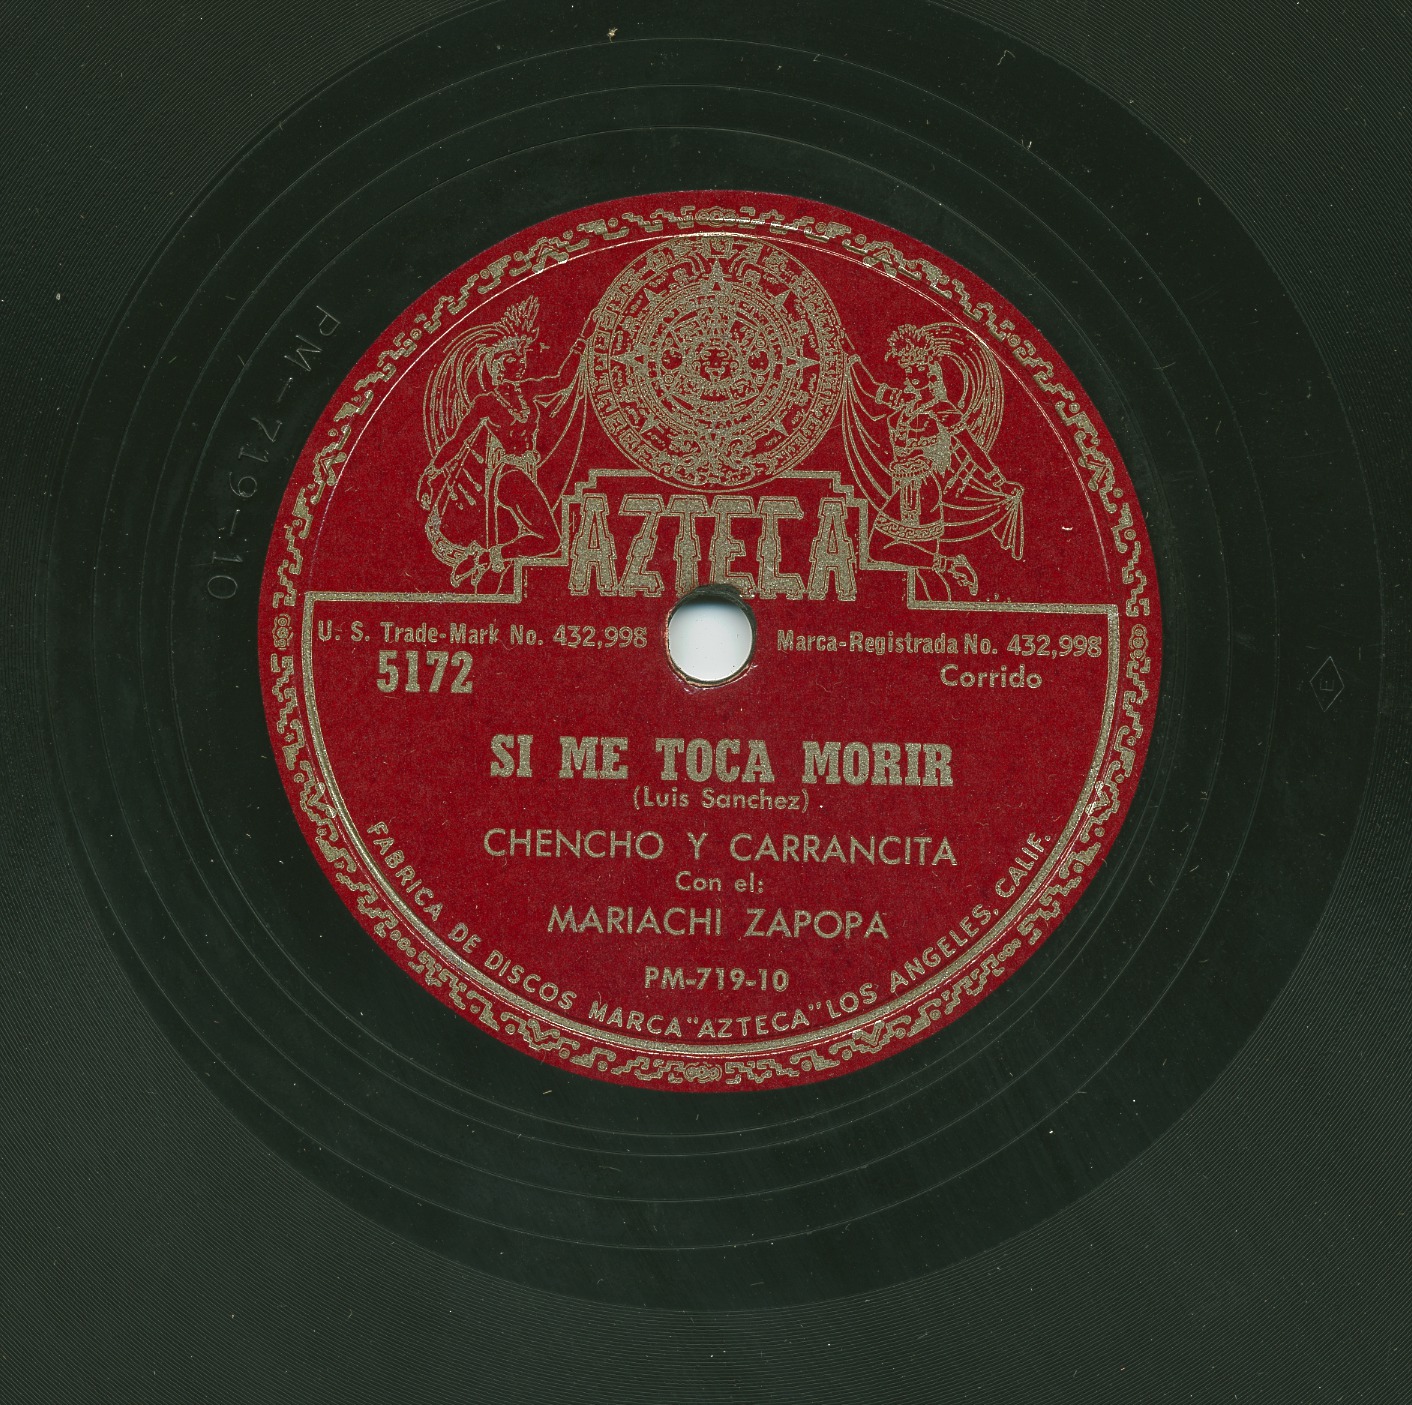 AZTECA
U. S. Trade-Mark No. 432,998
Marca-Registrada No. 432,998
5172
Corrido
SI ME TOCA MORIR
(Luis Sanchez)
CHENCHO Y CARRANCITA
Con el:
MARIACHI ZAPOPA
PM-719-10
FABRICA DE DISCOS MARCA "AZTECA" LOS ANGELES, CALIF.
PM-719-10
E